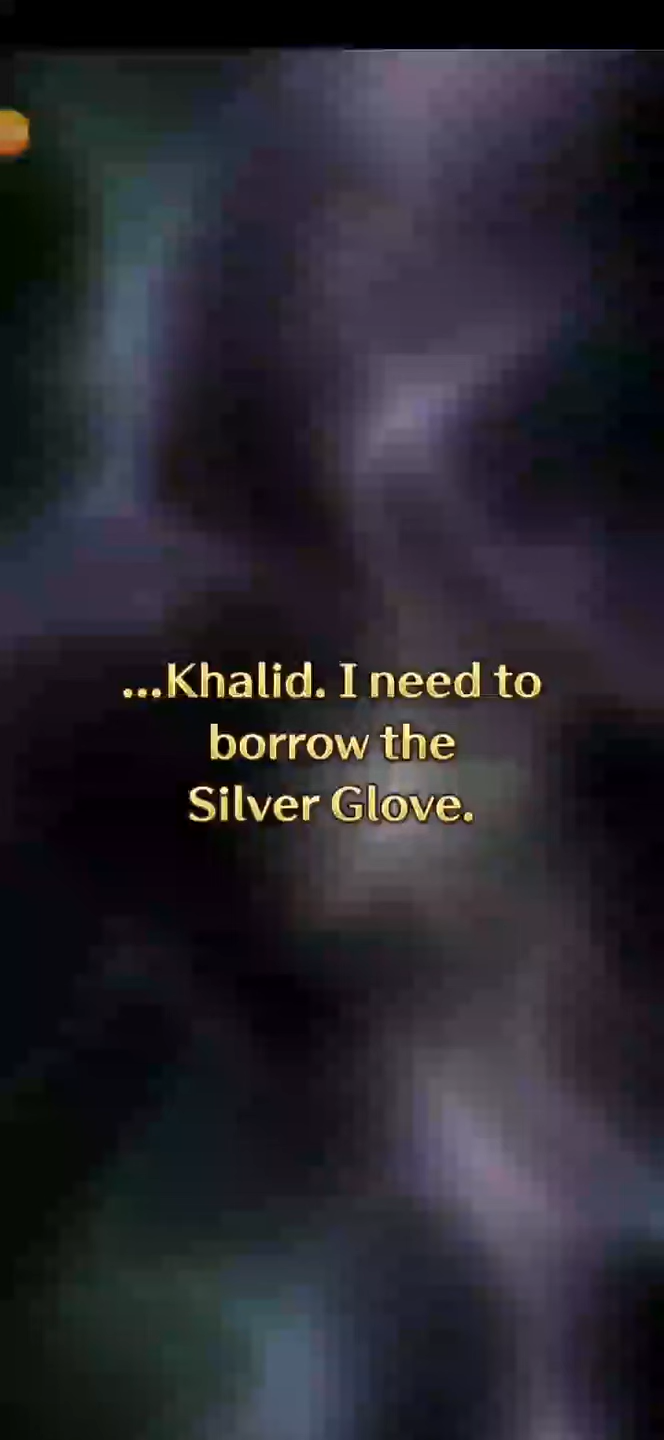 ...Khalid. I need to
borrow the
Silver Glove.